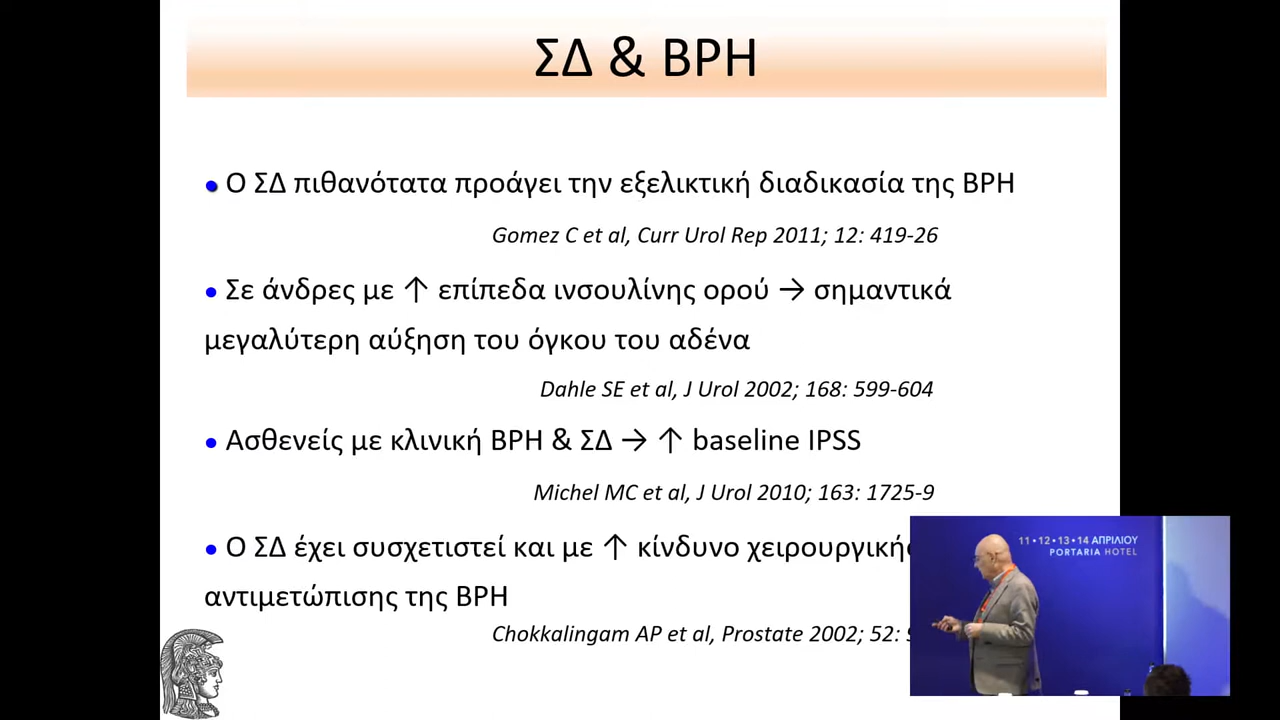 ΣΔ & BPH
• Ο ΣΔ πιθανότατα προάγει την εξελικτική διαδικασία της BPH
Gomez C et al, Curr Urol Rep 2011; 12: 419-26
• Σε άνδρες με ↑ επίπεδα ινσουλίνης ορού → σημαντικά
μεγαλύτερη αύξηση του όγκου του αδένα
Dahle SE et al, J Urol 2002; 168: 599-604
• Ασθενείς με κλινική BPH & ΣΔ → ↑ baseline IPSS
Michel MC et al, J Urol 2010; 163: 1725-9
• Ο ΣΔ έχει συσχετιστεί και με ↑ κίνδυνο
αντιμετώπισης της BPH
Chokkalingam AP et al, Prostate 2002; 52:
11•12•13•14 ΑΠΡΙΛΙΟΥ
PORTARIA HOTEL